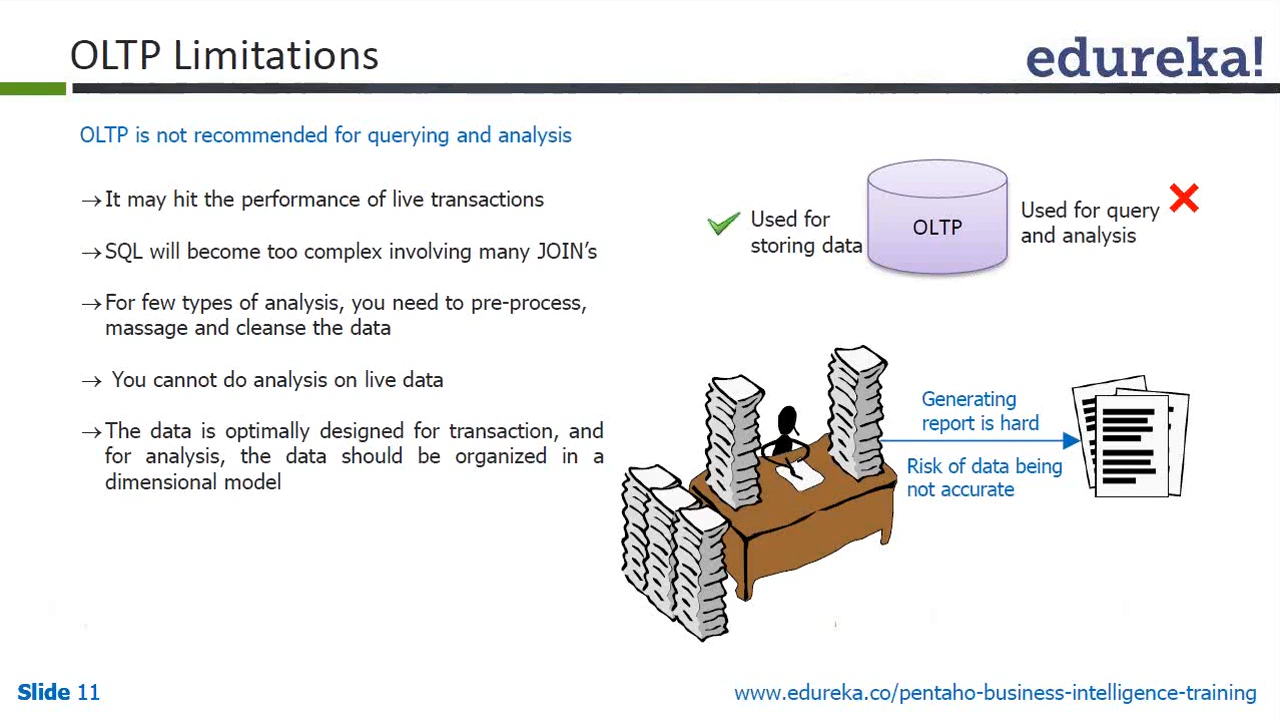 OLTP Limitations
edureka!
OLTP is not recommended for querying and analysis
→It may hit the performance of live transactions
→SQL will become too complex involving many JOIN's
→For few types of analysis, you need to pre-process,
massage and cleanse the data
→ You cannot do analysis on live data
→The data is optimally designed for transaction, and
for analysis, the data should be organized in a
dimensional model
Used for
storing data
OLTP
Used for query
and analysis
Generating
report is hard
Risk of data being
not accurate
Slide 11
www.edureka.co/pentaho-business-intelligence-training